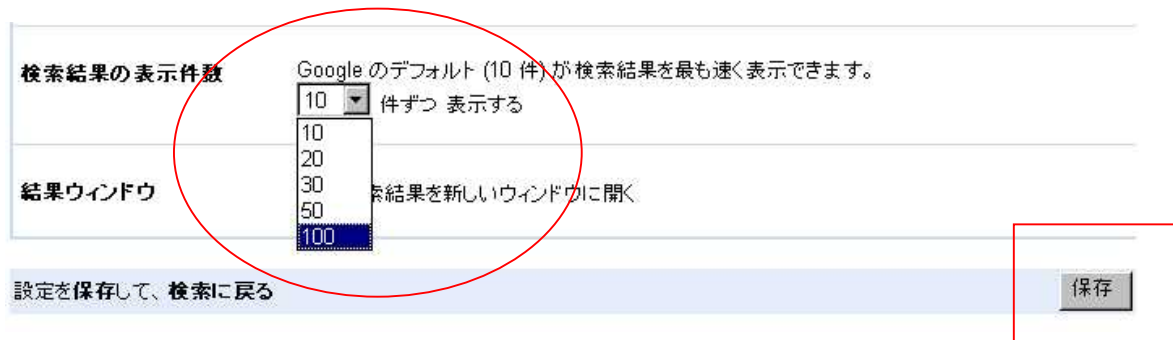 検索結果の表示件数
Google のデフォルト (10 件) が検索結果を最も速く表示できます。
10 件ずつ 表示する
10
20
30
50
100
結果ウィンドウ
索結果を新しいウィンドウに開く
設定を保存して、検索に戻る
保存